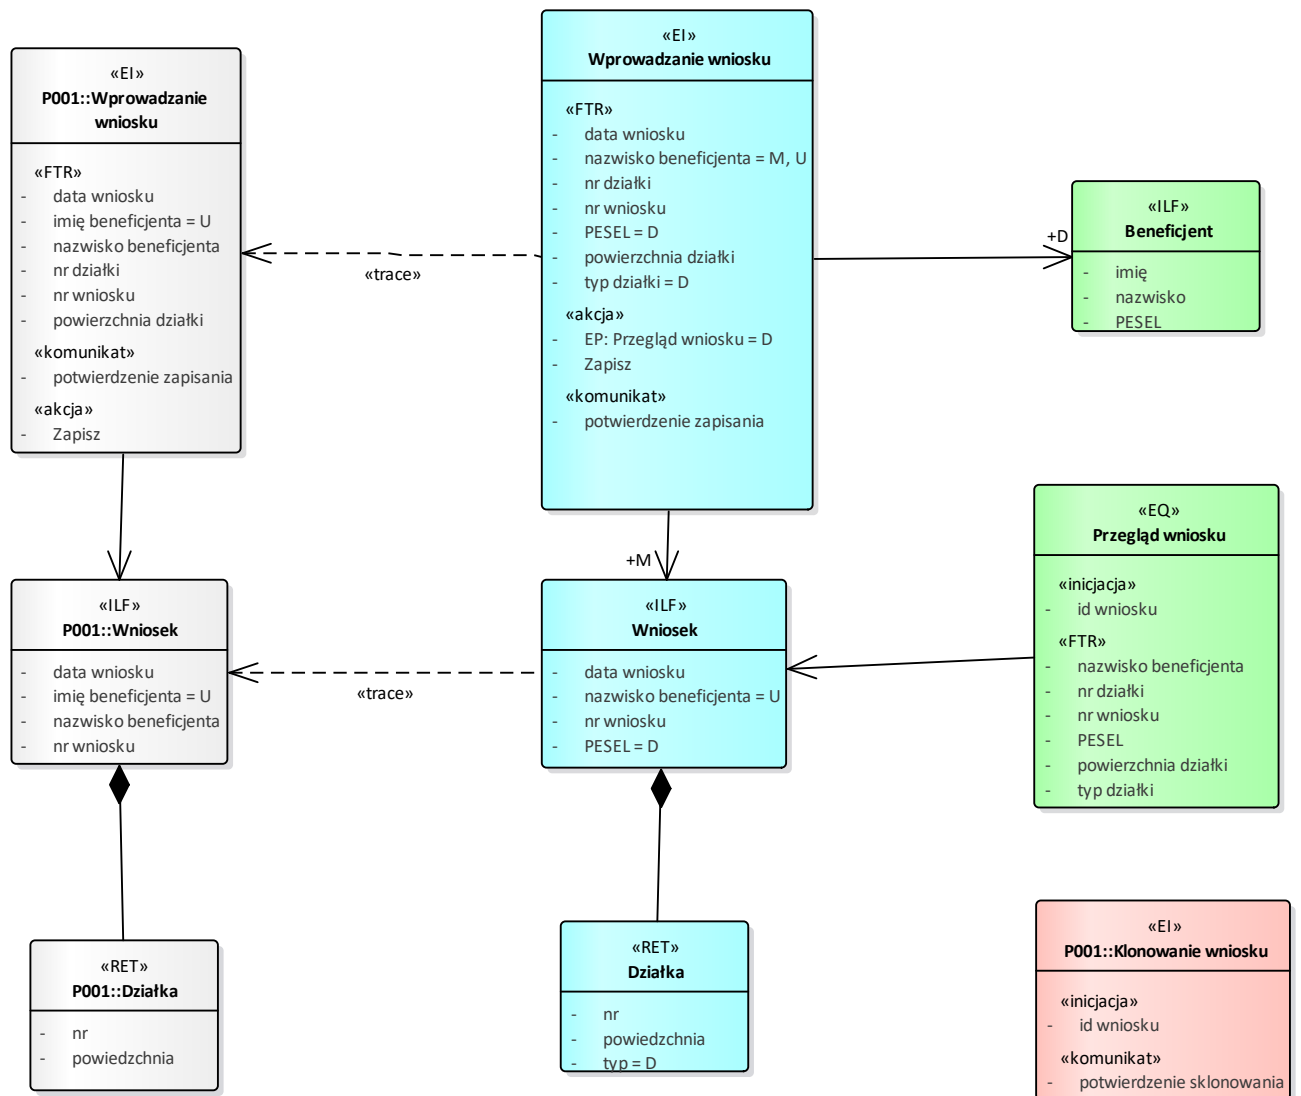 «EI»
P001::Wprowadzanie
wniosku
«FTR»
- data wniosku
- imię beneficjenta = U
- nazwisko beneficjenta
- nr działki
- nr wniosku
- powierzchnia działki
«komunikat»
- potwierdzenie zapisania
«akcja»
- Zapisz
«EI»
Wprowadzanie wniosku
«FTR»
- data wniosku
- nazwisko beneficjenta = M, U
- nr działki
- nr wniosku
- PESEL = D
- powierzchnia działki
- typ działki = D
«akcja»
- EP: Przegląd wniosku = D
- Zapisz
«komunikat»
- potwierdzenie zapisania
«trace»
+D
«ILF»
Beneficjent
- imię
- nazwisko
- PESEL
+M
«ILF»
P001::Wniosek
- data wniosku
- imię beneficjenta = U
- nazwisko beneficjenta
- nr wniosku
«trace»
«ILF»
Wniosek
- data wniosku
- nazwisko beneficjenta = U
- nr wniosku
- PESEL = D
«EQ»
Przegląd wniosku
«inicjacja»
- id wniosku
«FTR»
- nazwisko beneficjenta
- nr działki
- nr wniosku
- PESEL
- powierzchnia działki
- typ działki
«RET»
P001::Działka
- nr
- powiedzchnia
«RET»
Działka
- nr
- powiedzchnia
- typ = D
«EI»
P001::Klonowanie wniosku
«inicjacja»
- id wniosku
«komunikat»
- potwierdzenie sklonowania